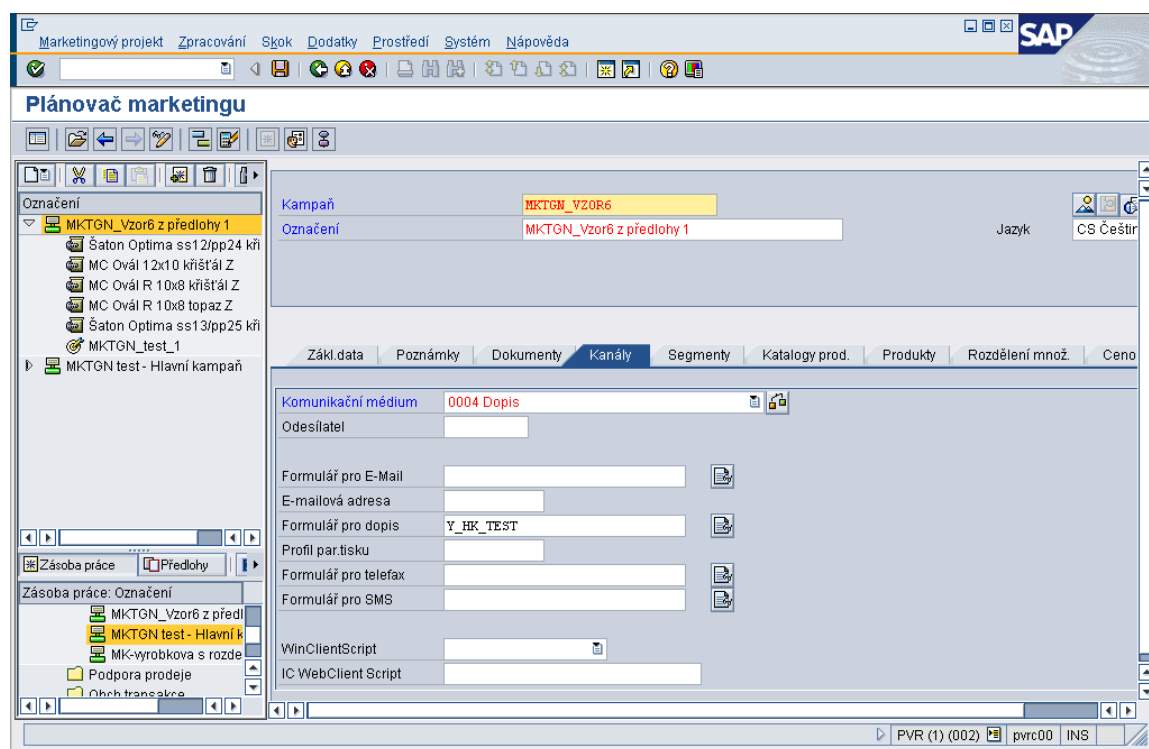 Marketingový projekt Zpracování Skok Dodatky Prostředí Systém Nápověda
SAP
Plánovač marketingu
Označení
MKTGN_Vzor6 z předlohy 1
Šaton Optima ss12/pp24 kři
MC Ovál 12x10 křišťál Z
MC Ovál R 10x8 křišťál Z
MC Ovál R 10x8 topaz Z
Šaton Optima ss13/pp25 kři
MKTGN_test_1
MKTGN test - Hlavní kampaň
Zásoba práce Předlohy
Zásoba práce: Označení
MKTGN_Vzor6 z předl
MKTGN test - Hlavní k
MK-vyrobkova s rozde
Podpora prodeje
Obch.transakce
Kampaň MKTGN_VZOR6
Označení MKTGN_Vzor6 z předlohy 1 Jazyk CS Češtin
Zákl.data Poznámky Dokumenty Kanály Segmenty Katalogy prod. Produkty Rozdělení množ. Ceno
Komunikační médium 0004 Dopis
Odesílatel
Formulář pro E-Mail
E-mailová adresa
Formulář pro dopis Y_HK_TEST
Profil par.tisku
Formulář pro telefax
Formulář pro SMS
WinClientScript
IC WebClient Script
PVR (1) (002) pvrc00 INS